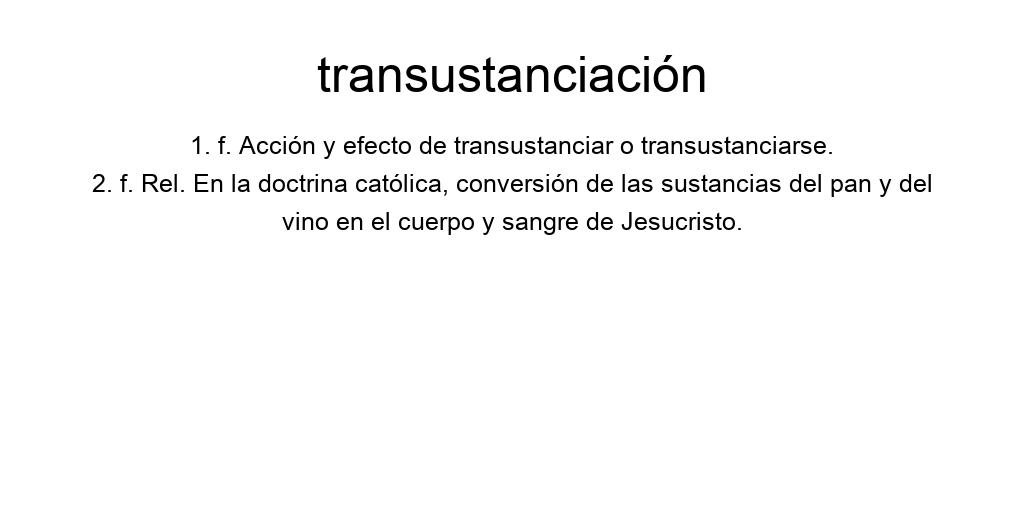 transustanciación
1. f. Acción y efecto de transustanciar o transustanciarse.
2. f. Rel. En la doctrina católica, conversión de las sustancias del pan y del
vino en el cuerpo y sangre de Jesucristo.